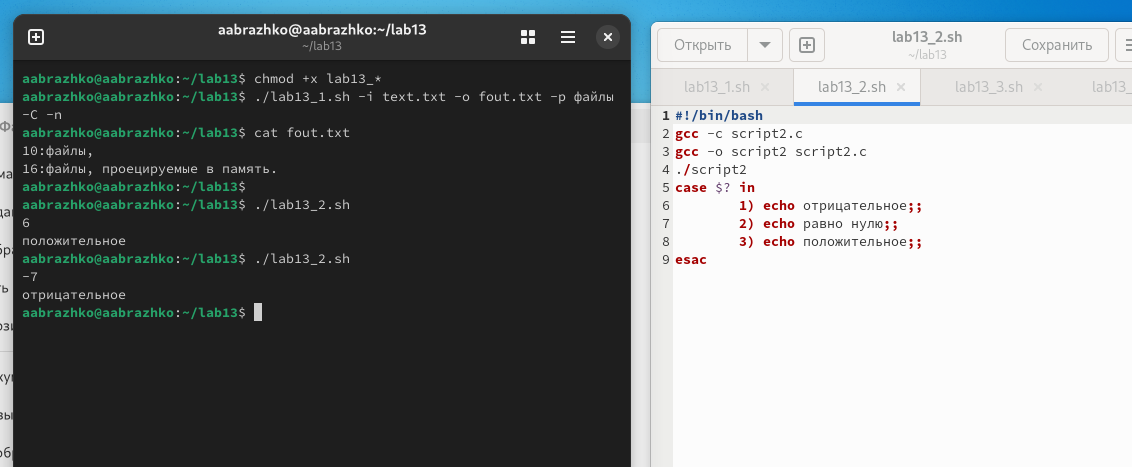 aabrazhko@aabrazhko:~/lab13
~/lab13
aabrazhko@aabrazhko:~/lab13$ chmod +x lab13_*
aabrazhko@aabrazhko:~/lab13$ ./lab13_1.sh -i text.txt -o fout.txt -p файлы
-C -n
aabrazhko@aabrazhko:~/lab13$ cat fout.txt
10:файлы,
16:файлы, проецируемые в память.
aabrazhko@aabrazhko:~/lab13$
aabrazhko@aabrazhko:~/lab13$ ./lab13_2.sh
6
положительное
aabrazhko@aabrazhko:~/lab13$ ./lab13_2.sh
-7
отрицательное
aabrazhko@aabrazhko:~/lab13$
Открыть
lab13_2.sh
~/lab13
Сохранить
lab13_1.sh
lab13_2.sh
lab13_3.sh
lab13_
1 #!/bin/bash
2 gcc -c script2.c
3 gcc -o script2 script2.c
4 ./script2
5 case $? in
6 1) echo отрицательное;;
7 2) echo равно нулю;;
8 3) echo положительное;;
9 esac